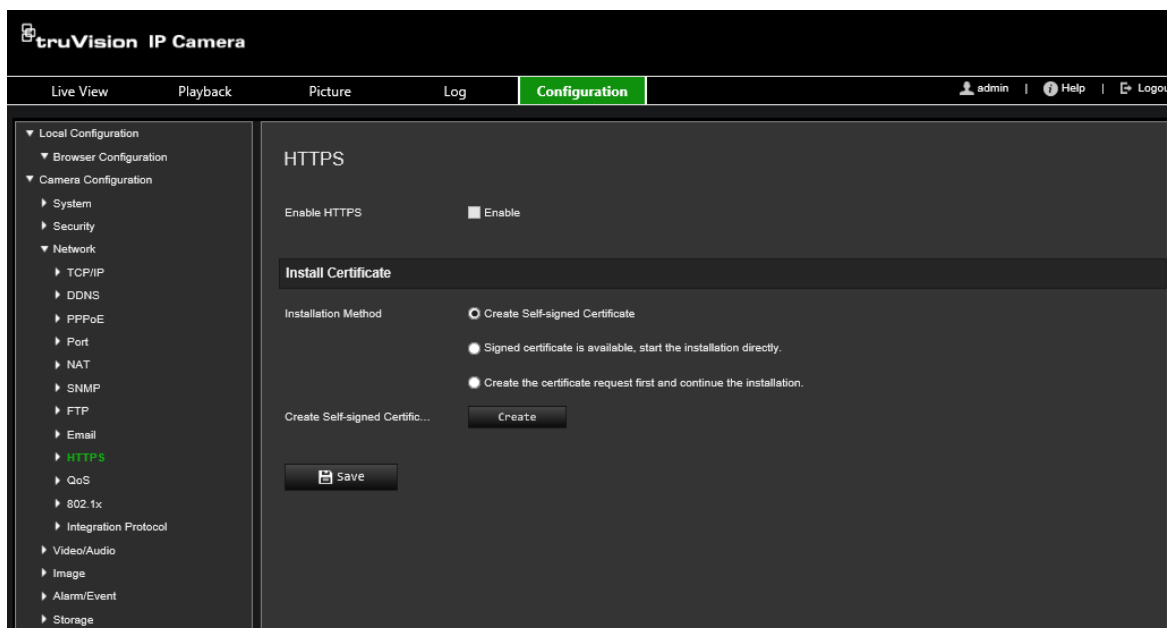 truVision IP Camera
Live View Playback Picture Log Configuration admin | Help | Logou
Local Configuration
Browser Configuration
Camera Configuration
System
Security
Network
TCP/IP
DDNS
PPPoE
Port
NAT
SNMP
FTP
Email
HTTPS
QoS
802.1x
Integration Protocol
Video/Audio
Image
Alarm/Event
Storage
HTTPS
Enable HTTPS Enable
Install Certificate
Installation Method Create Self-signed Certificate
Signed certificate is available, start the installation directly.
Create the certificate request first and continue the installation.
Create Self-signed Certific... Create
Save